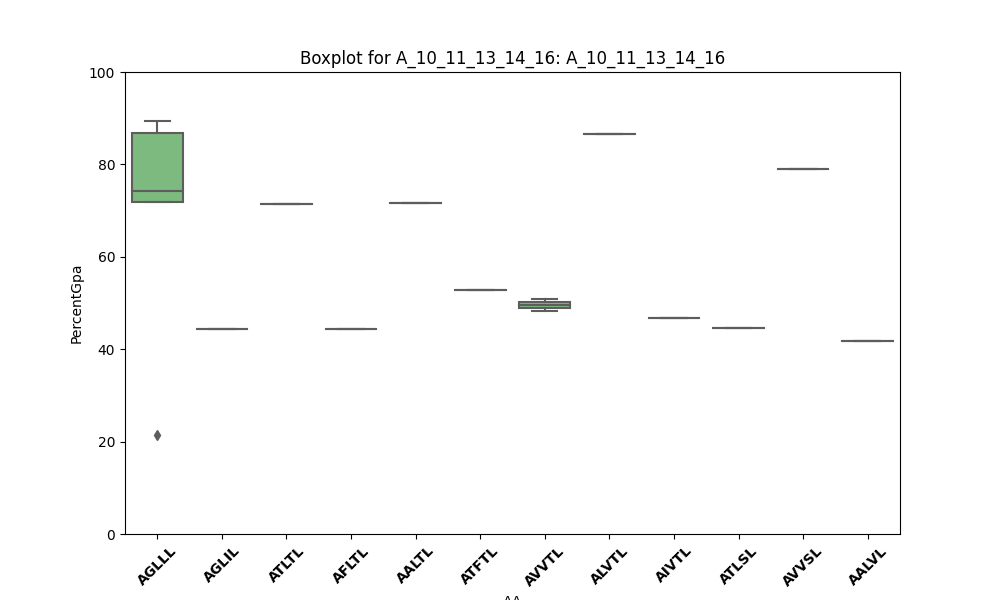 Boxplot for A_10_11_13_14_16: A_10_11_13_14_16
100
80
60
40
20
0
PercentGpa
AGLLL
AGLIL
ATLTL
AFLTL
AALTL
ATFTL
AVVTL
ALVTL
AIVTL
ATLSL
AVVSL
AALVL
AA